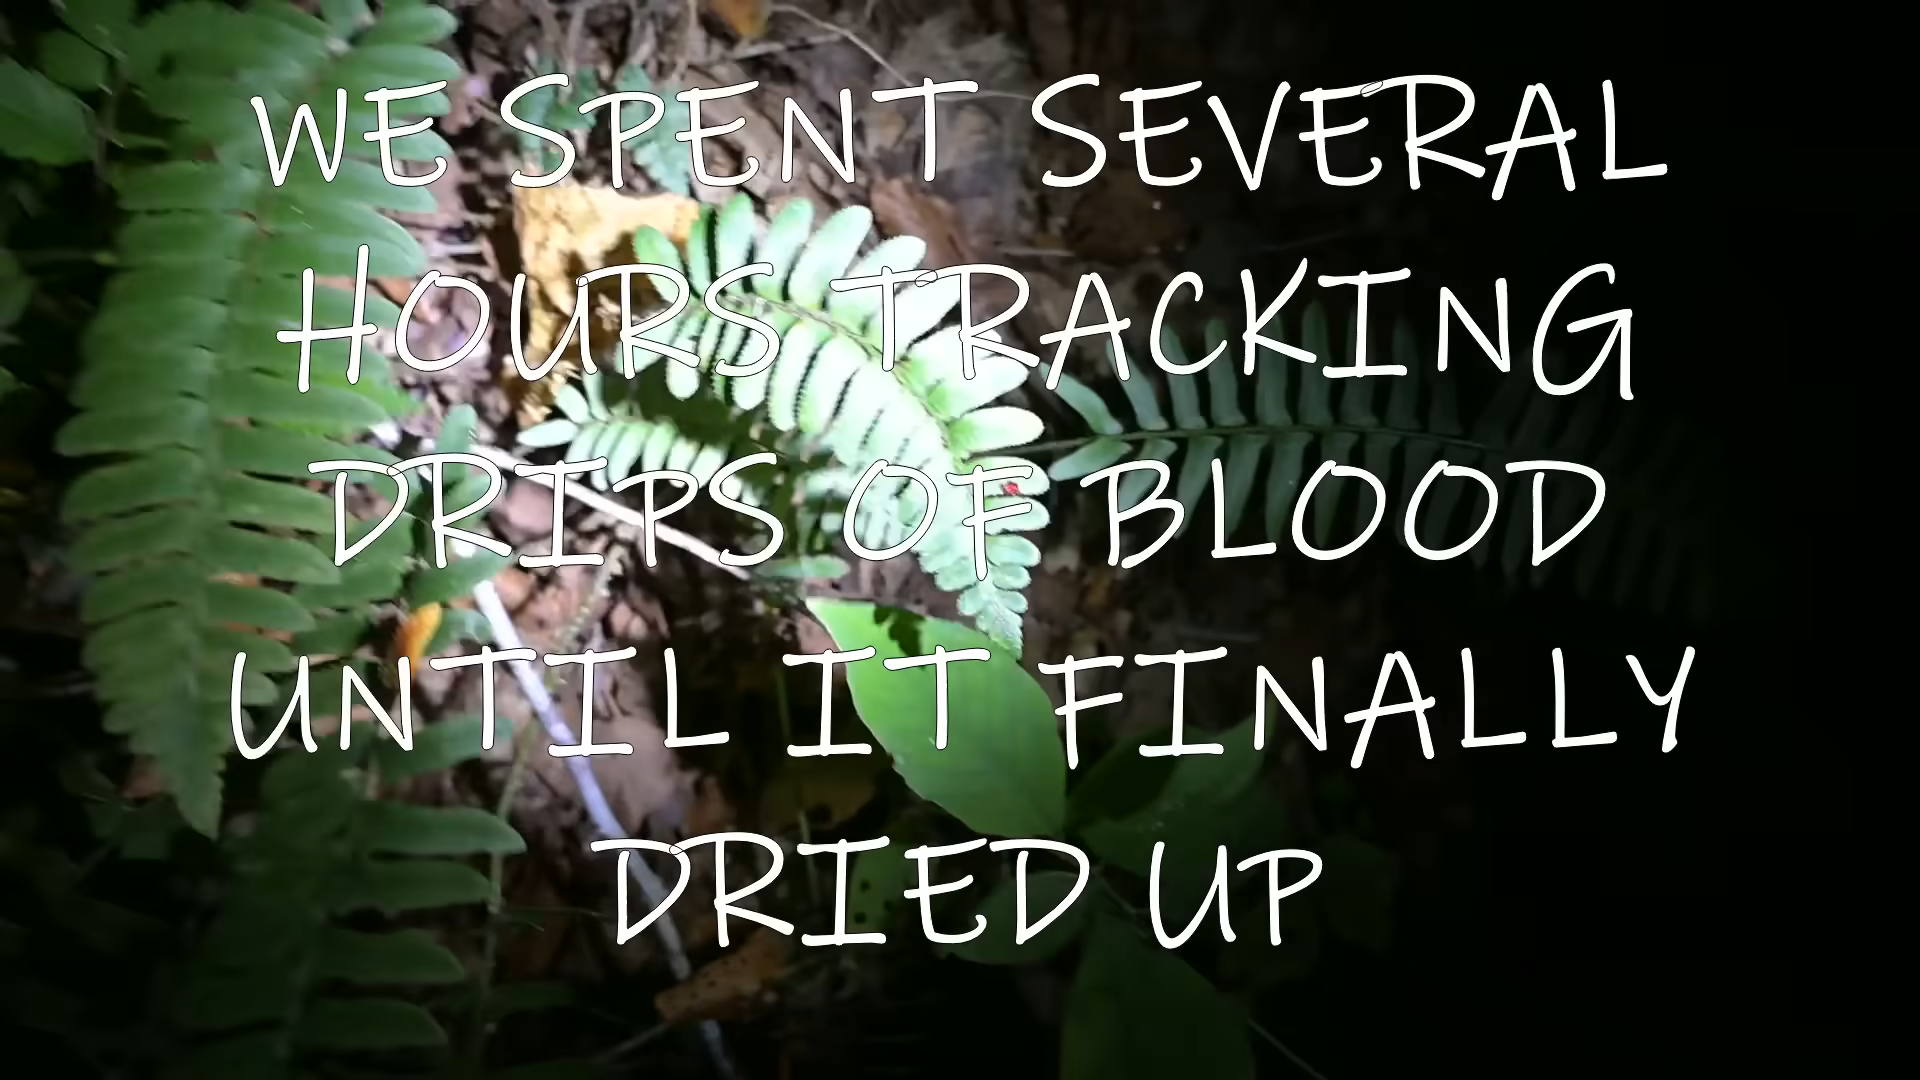 WE SPENT SEVERAL
HOURS TRACKING
DRIPS OF BLOOD
UNTIL IT FINALLY
DRIED UP